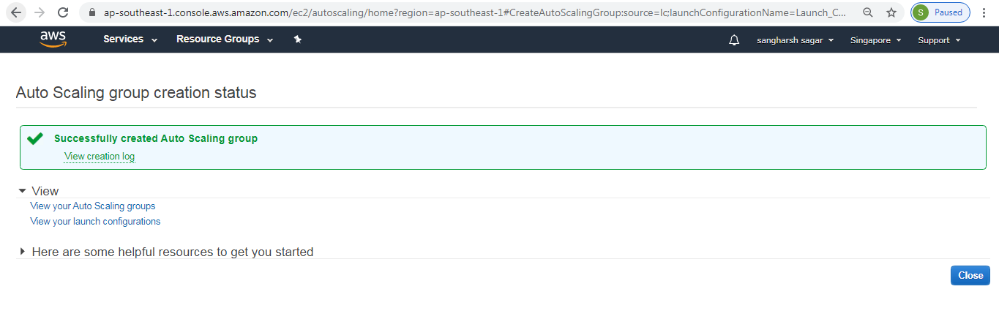 ap-southeast-1.console.aws.amazon.com/ec2/autoscaling/home?region=ap-southeast-1#CreateAutoScalingGroup:source=lc;launchConfigurationName=Launch_C...
S Paused
aws Services Resource Groups sangharsh sagar Singapore Support
Auto Scaling group creation status
Successfully created Auto Scaling group
View creation log
View
View your Auto Scaling groups
View your launch configurations
Here are some helpful resources to get you started
Close